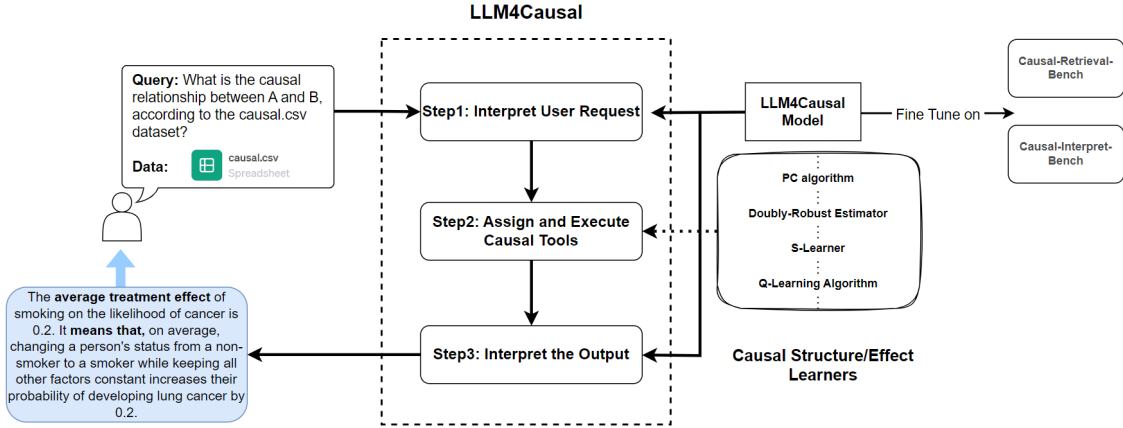 LLM4Causal
Query: What is the causal
relationship between A and B,
according to the causal.csv
dataset?
Data:
causal.csv
Spreadsheet
Step1: Interpret User Request
LLM4Causal
Model
Fine Tune on
Causal-Retrieval-
Bench
Causal-Interpret-
Bench
Step2: Assign and Execute
Causal Tools
PC algorithm
Doubly-Robust Estimator
S-Learner
Q-Learning Algorithm
Causal Structure/Effect
Learners
Step3: Interpret the Output
The average treatment effect of
smoking on the likelihood of cancer is
0.2. It means that, on average,
changing a person's status from a non-
smoker to a smoker while keeping all
other factors constant increases their
probability of developing lung cancer by
0.2.